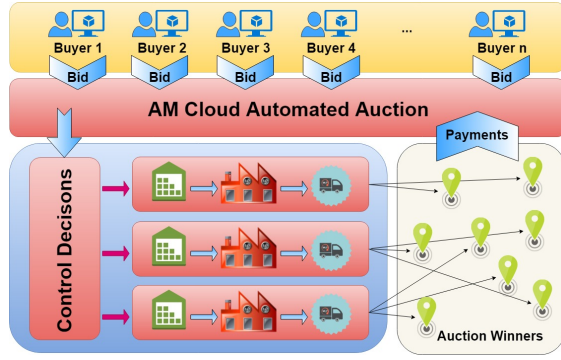 Buyer 1 Buyer 2 Buyer 3 Buyer 4 ... Buyer n
Bid Bid Bid Bid Bid
AM Cloud Automated Auction
Payments
Control Decisons
Auction Winners